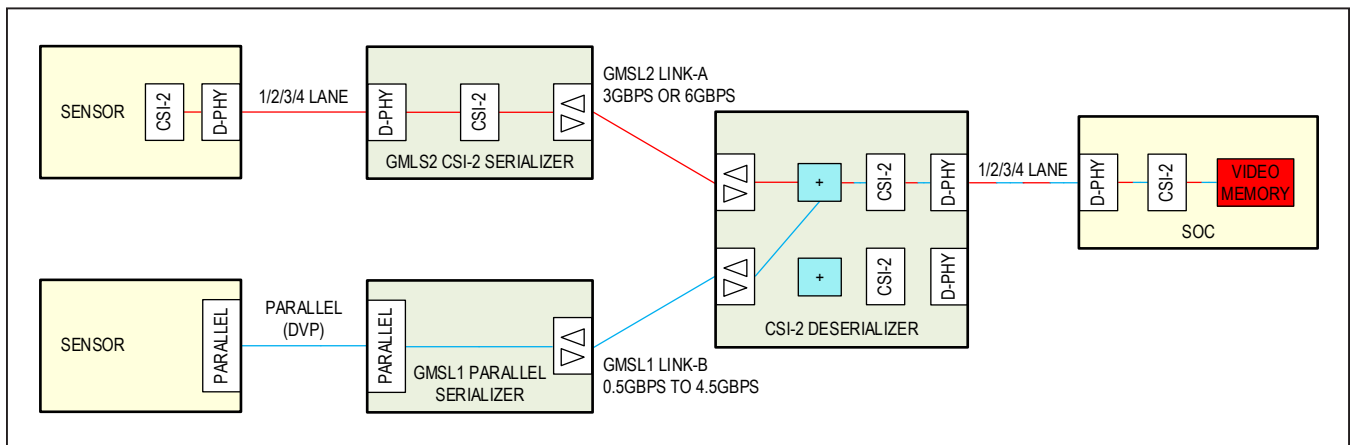 SENSOR
CSI-2
D-PHY
1/2/3/4 LANE
D-PHY
CSI-2
GMLS2 CSI-2 SERIALIZER
GMSL2 LINK-A
3GBPS OR 6GBPS
+
CSI-2
D-PHY
+
CSI-2
D-PHY
CSI-2 DESERIALIZER
1/2/3/4 LANE
D-PHY
CSI-2
VIDEO
MEMORY
SOC
SENSOR
PARALLEL
PARALLEL
(DVP)
PARALLEL
GMSL1 PARALLEL
SERIALIZER
GMSL1 LINK-B
0.5GBPS TO 4.5GBPS